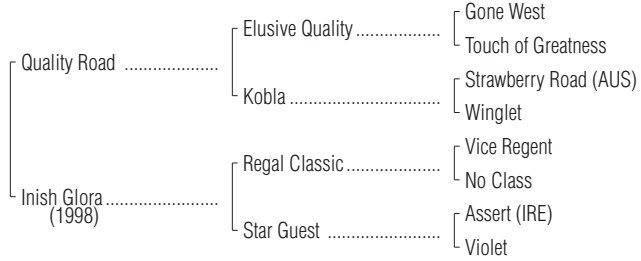 Gone West
Elusive Quality ..................
Touch of Greatness
Quality Road ....................
Strawberry Road (AUS)
Kobla ................................
Winglet
Vice Regent
Regal Classic ....................
No Class
Inish Glora ........................
(1998)
Assert (IRE)
Star Guest ........................
Violet